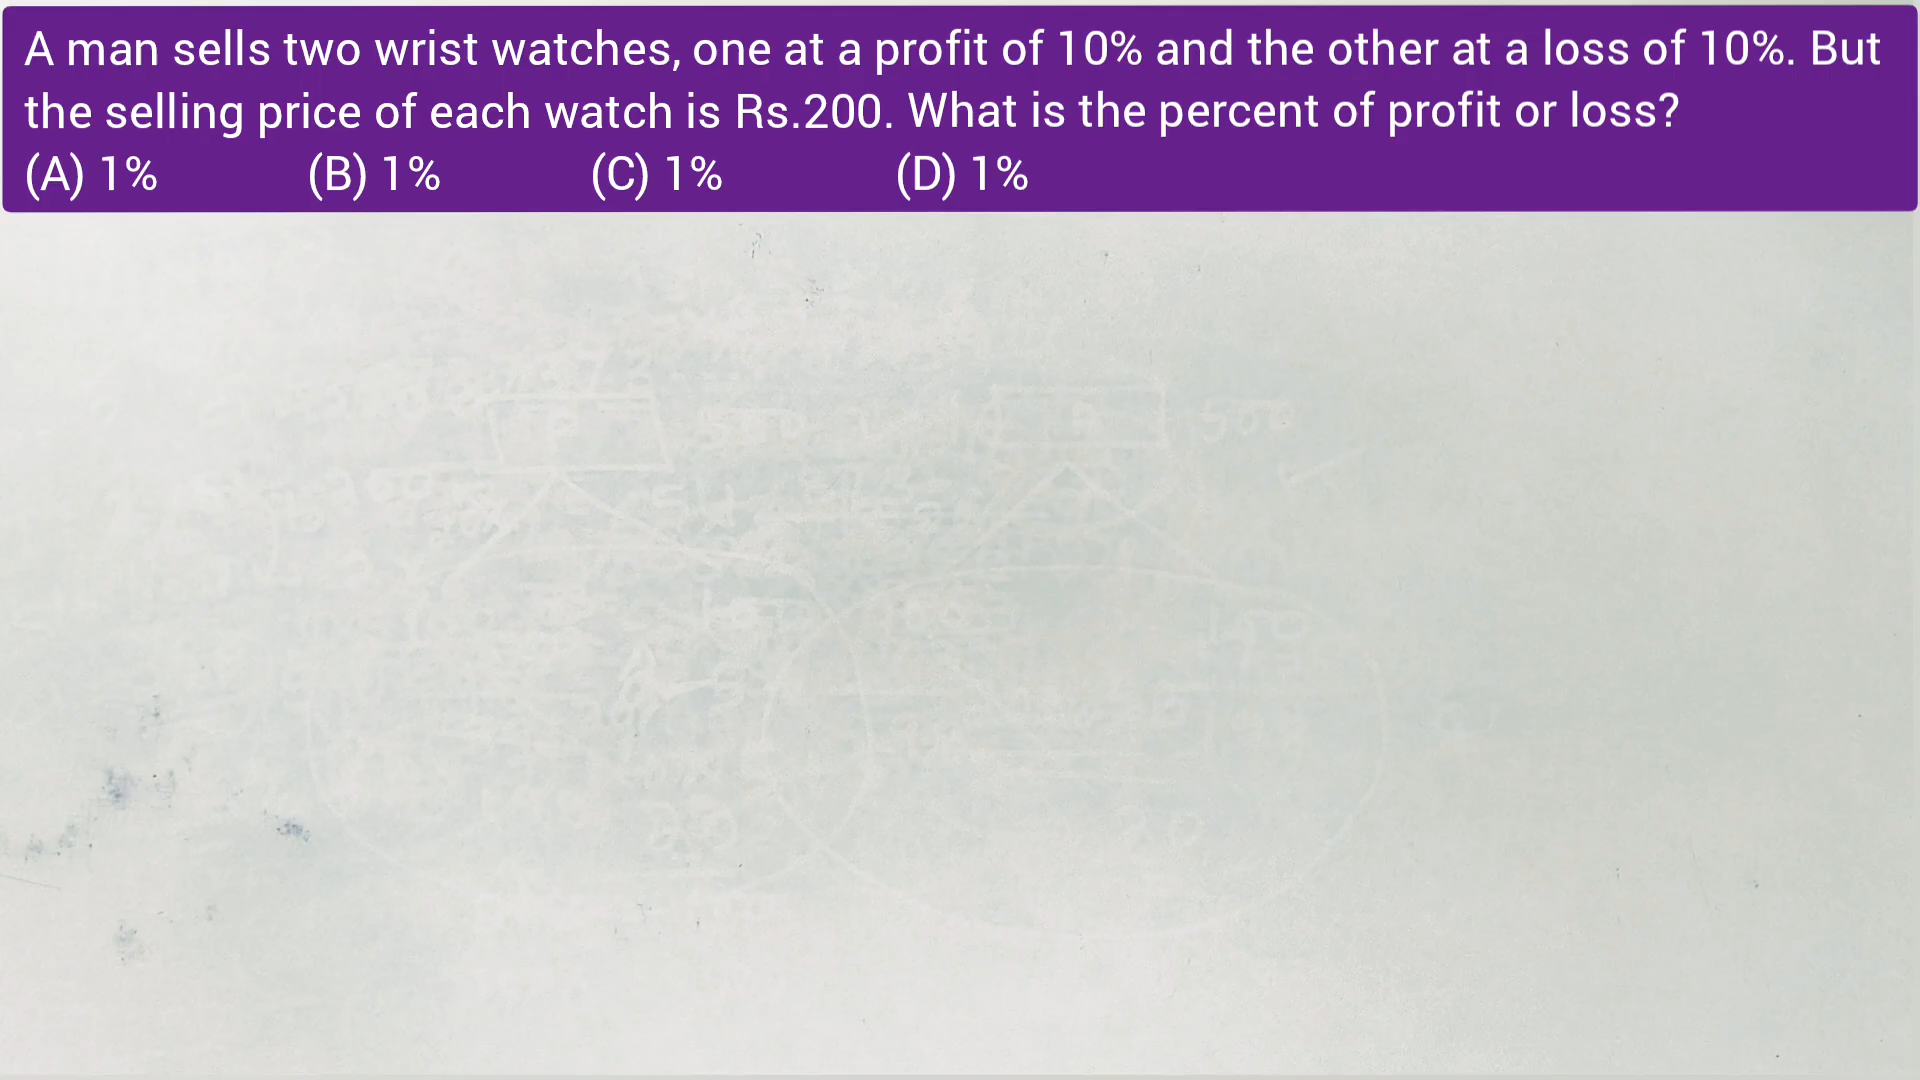 A man sells two wrist watches, one at a profit of 10% and the other at a loss of 10%. But
the selling price of each watch is Rs.200. What is the percent of profit or loss?
(A) 1% (B) 1% (C) 1% (D) 1%